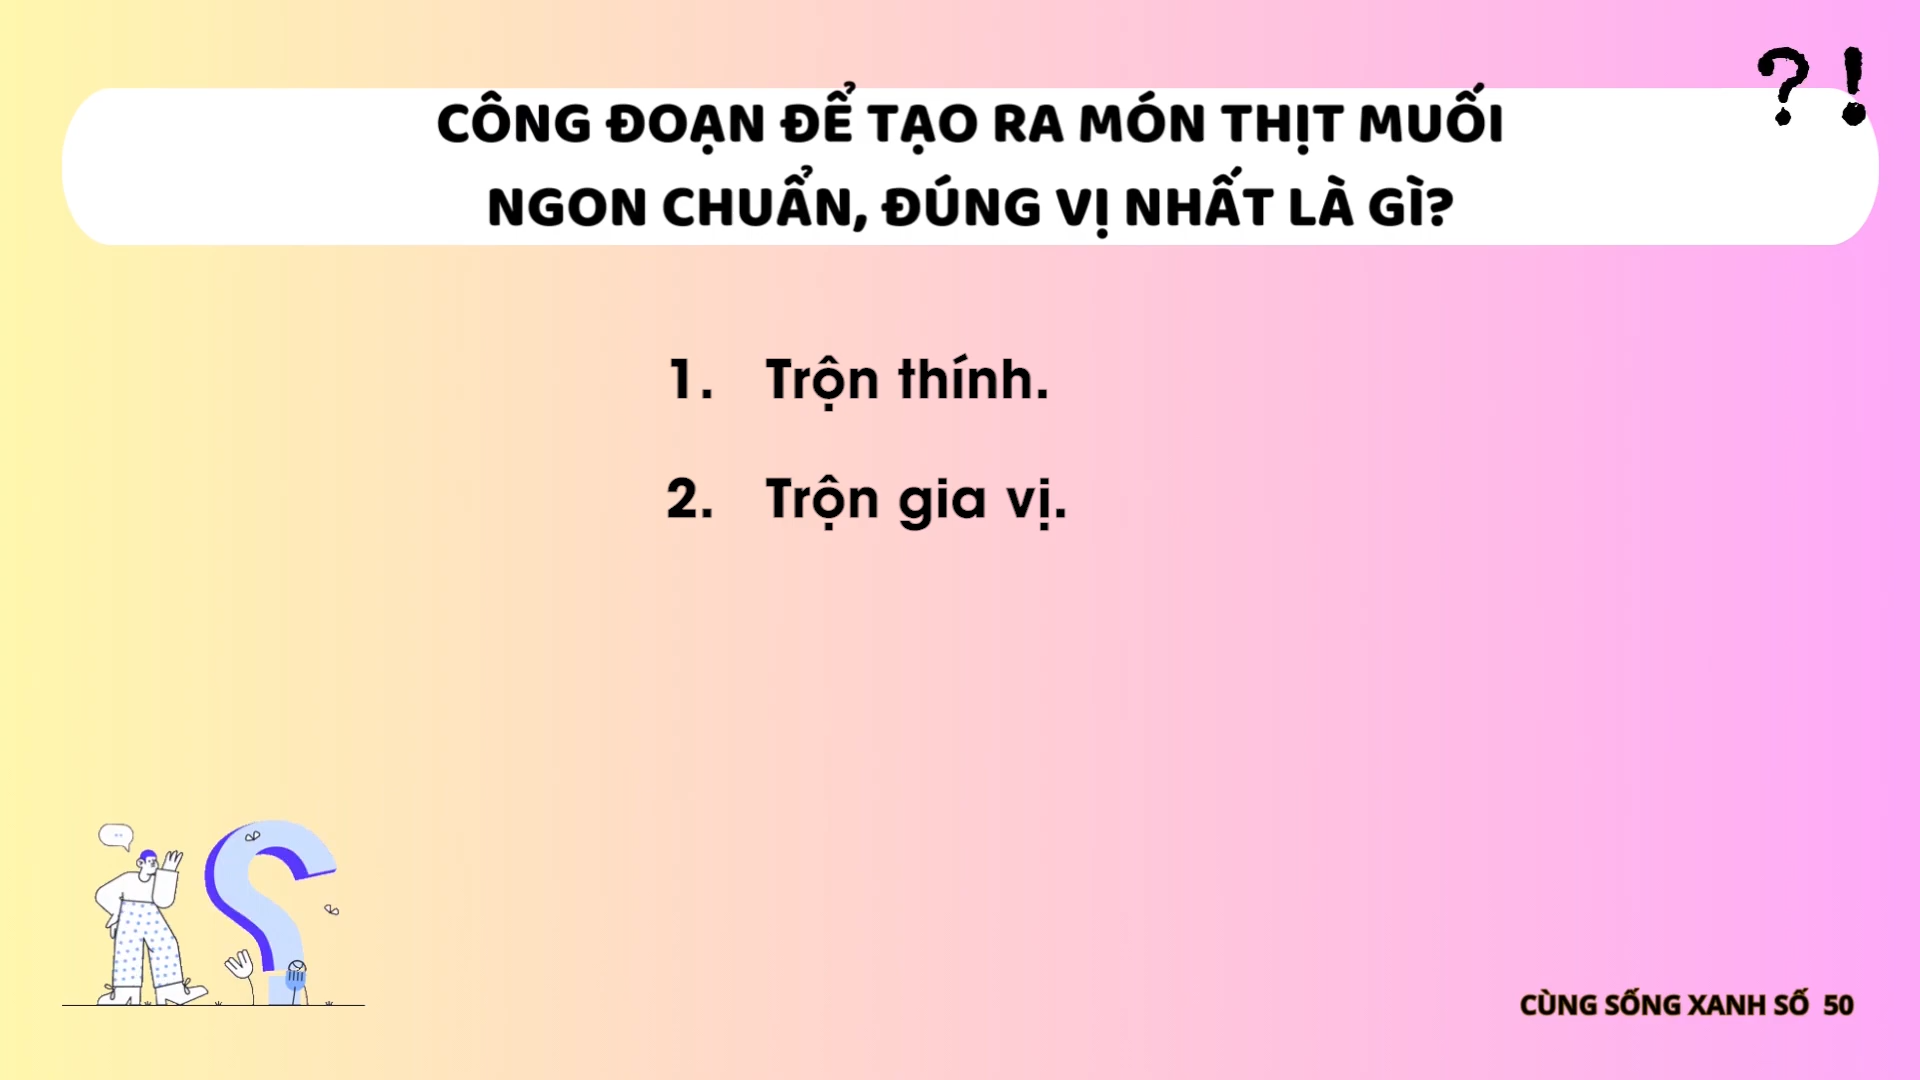 ? !
CÔNG ĐOẠN ĐỂ TẠO RA MÓN THỊT MUỐI
NGON CHUẨN, ĐÚNG VỊ NHẤT LÀ GÌ?
1. Trộn thính.
2. Trộn gia vị.
CÙNG SỐNG XANH SỐ 50